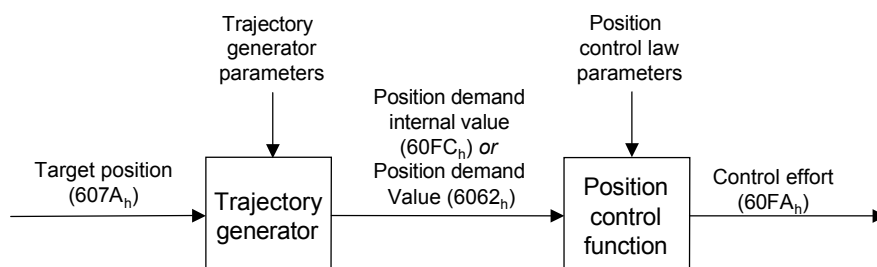 Trajectory
generator
parameters
Position
control law
parameters
Position demand
internal value
(60FCₕ) or
Position demand
Value (6062ₕ)
Target position
(607Aₕ)
Trajectory
generator
Position
control
function
Control effort
(60FAₕ)